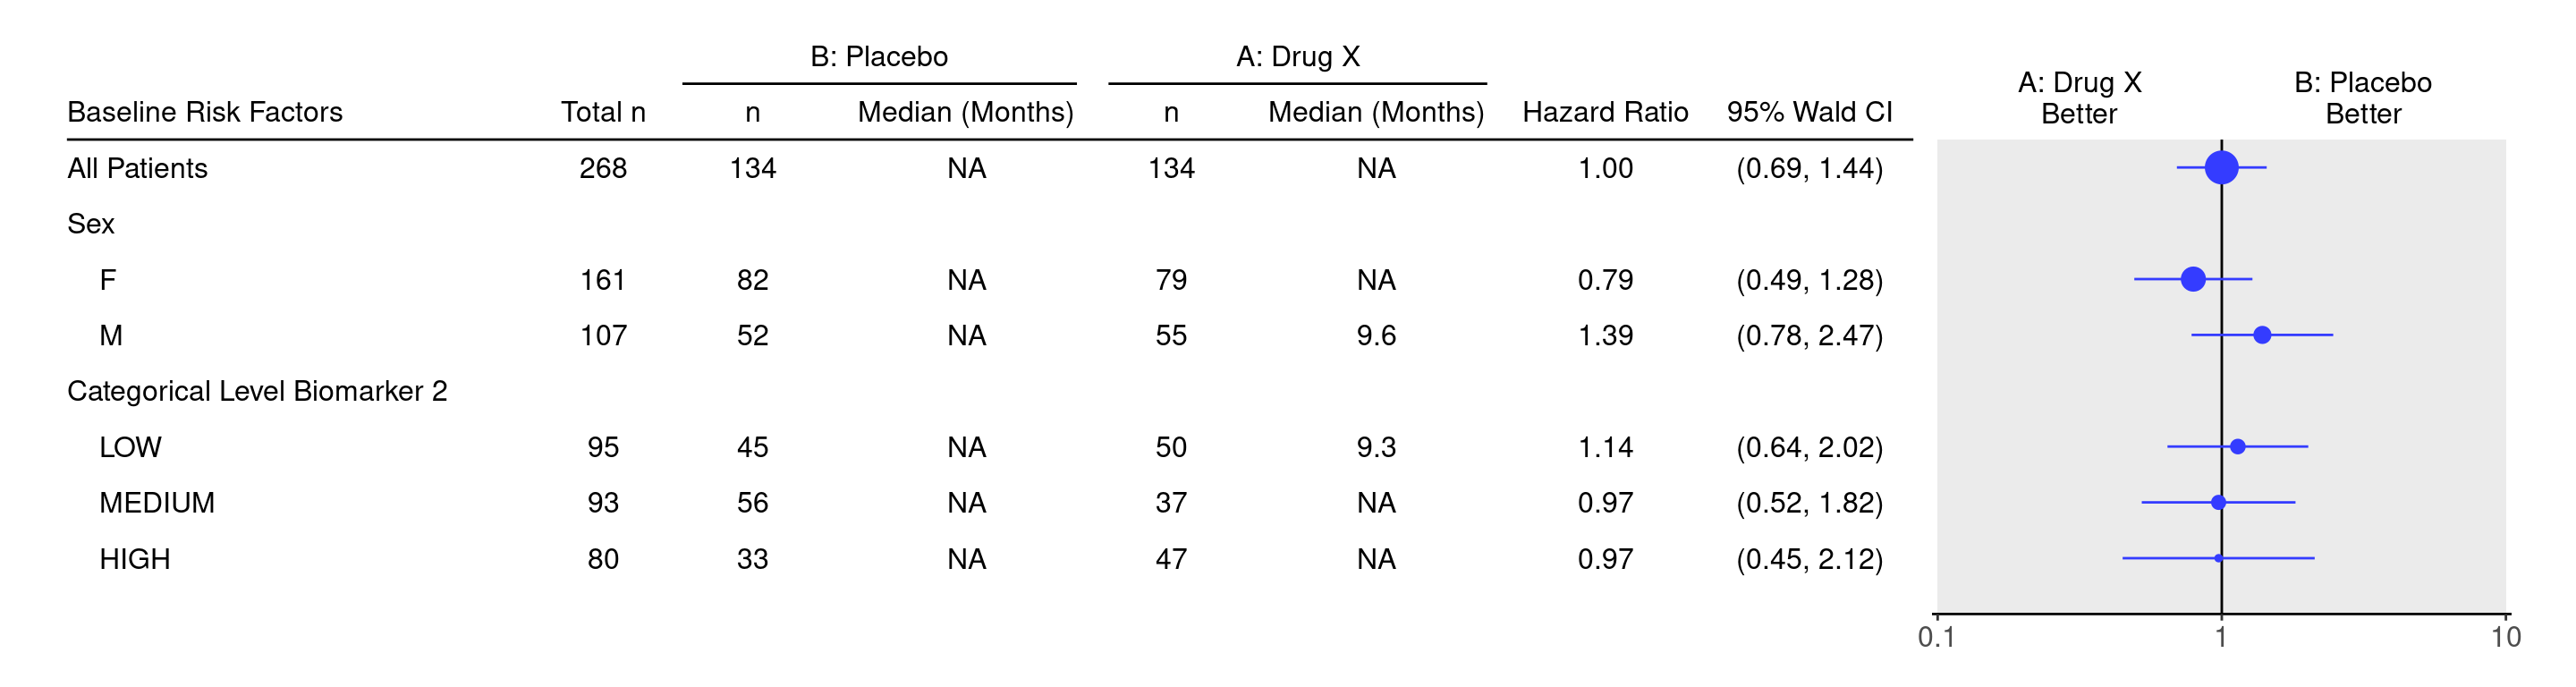 B: Placebo A: Drug X
A: Drug X B: Placebo
Better Better
Baseline Risk Factors Total n n Median (Months) n Median (Months) Hazard Ratio 95% Wald CI
All Patients 268 134 NA 134 NA 1.00 (0.69, 1.44)
Sex
F 161 82 NA 79 NA 0.79 (0.49, 1.28)
M 107 52 NA 55 9.6 1.39 (0.78, 2.47)
Categorical Level Biomarker 2
LOW 95 45 NA 50 9.3 1.14 (0.64, 2.02)
MEDIUM 93 56 NA 37 NA 0.97 (0.52, 1.82)
HIGH 80 33 NA 47 NA 0.97 (0.45, 2.12)
0.1 1 10